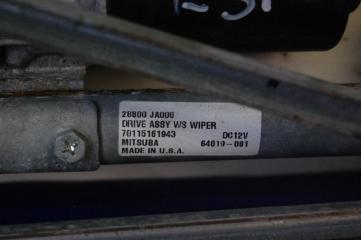 28800 JA000
DRIVE ASSY W/S WIPER
70115161943 DC12V
MITSUBA 64019--081
MADE IN U.S.A.